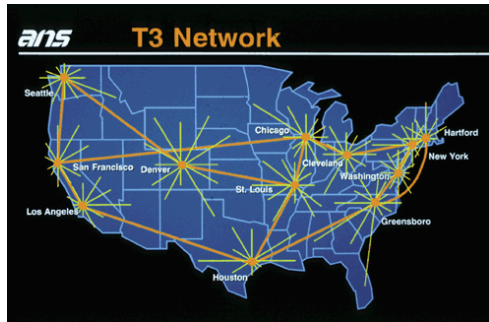 ans
T3 Network
Seattle
Hartford
Chicago
Cleveland
New York
San Francisco
Denver
Washington
St. Louis
Los Angeles
Greensboro
Houston